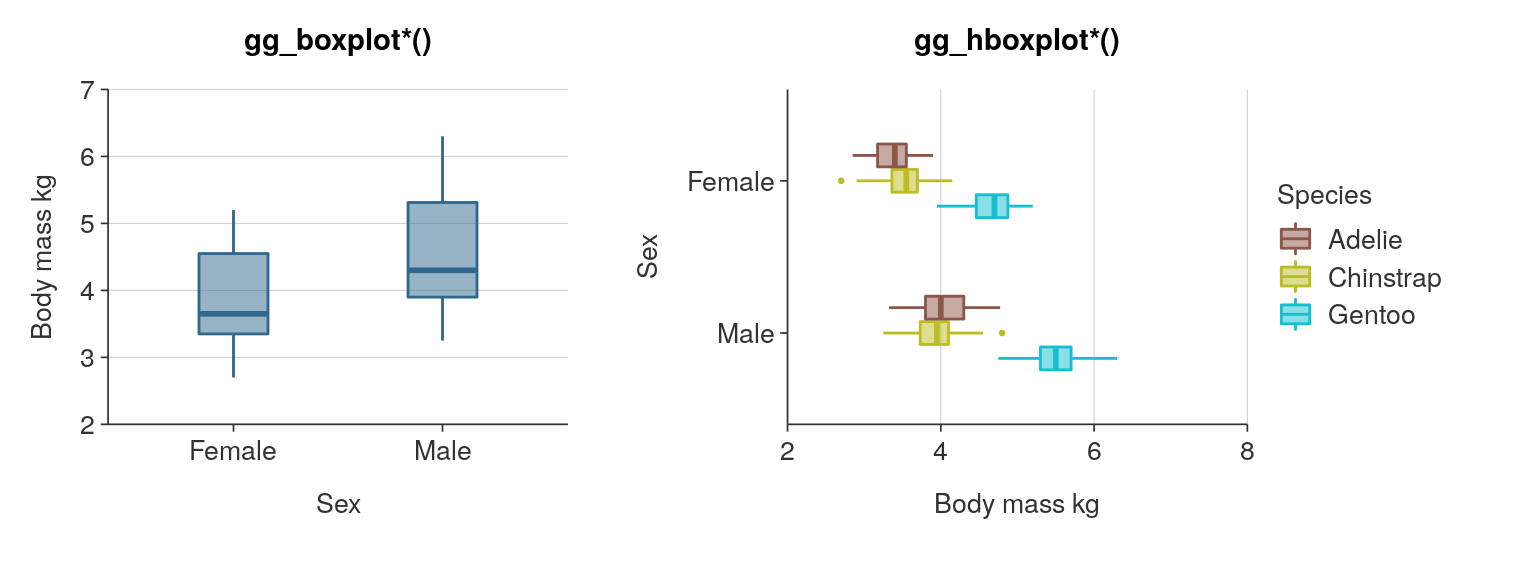 gg_boxplot*()
7
6
5
4
3
2
Body mass kg
Female Male
Sex
gg_hboxplot*()
Female
Male
Sex
2 4 6 8
Body mass kg
Species
Adelie
Chinstrap
Gentoo